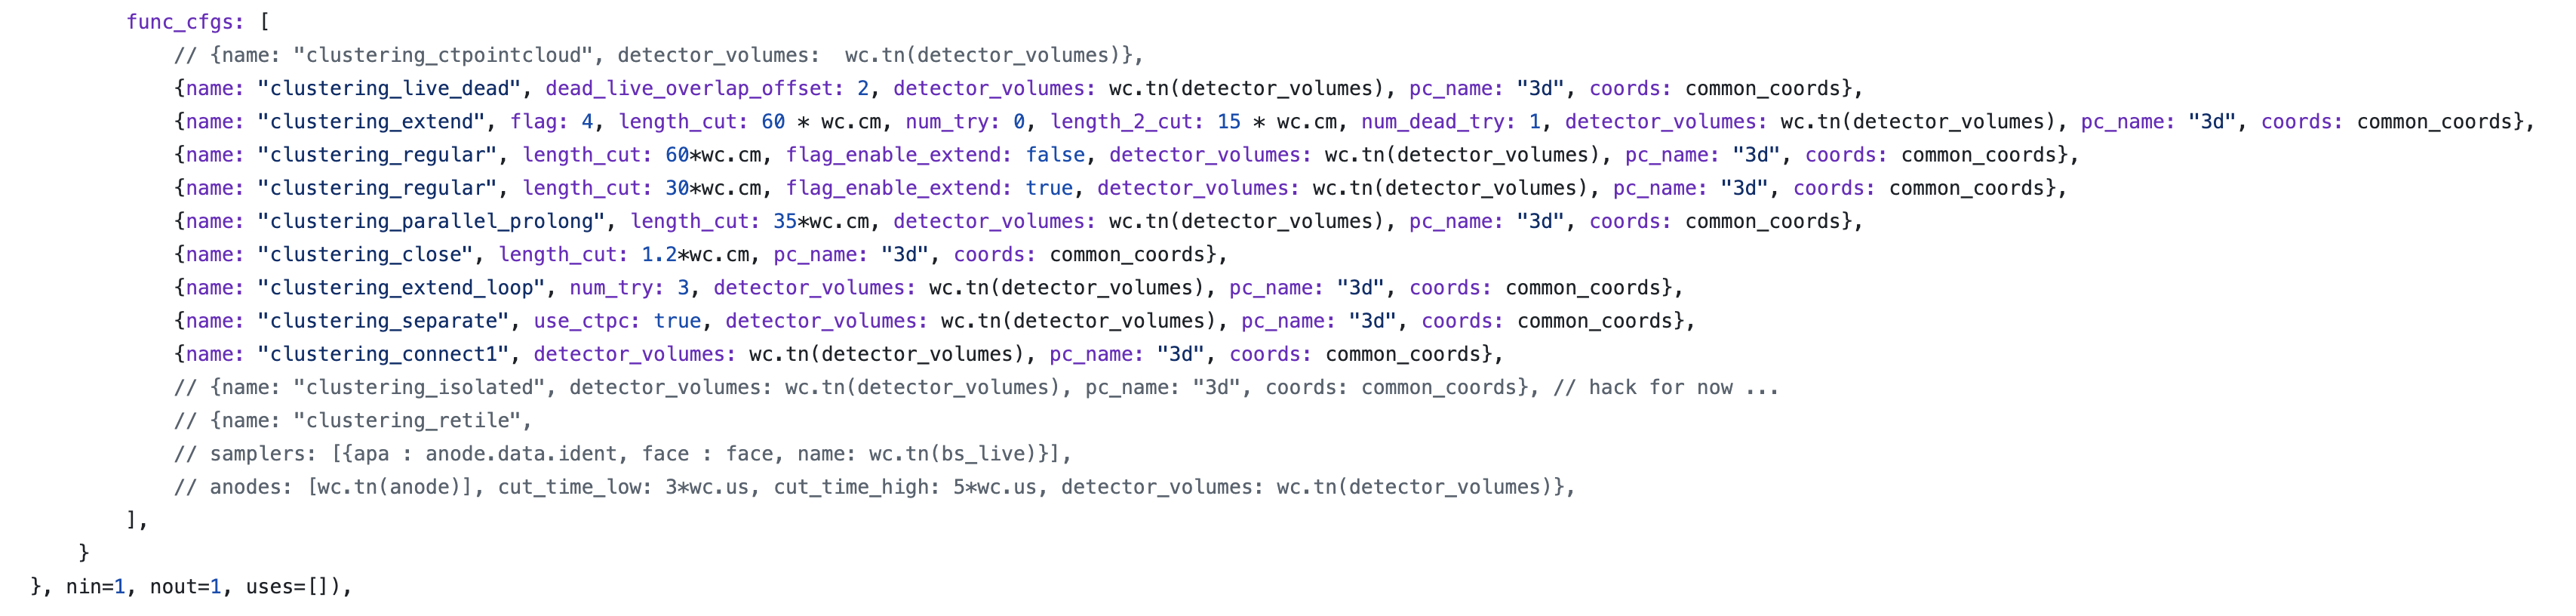 func_cfgs: [
// {name: "clustering_ctpointcloud", detector_volumes:  wc.tn(detector_volumes)},
{name: "clustering_live_dead", dead_live_overlap_offset: 2, detector_volumes: wc.tn(detector_volumes), pc_name: "3d", coords: common_coords},
{name: "clustering_extend", flag: 4, length_cut: 60 * wc.cm, num_try: 0, length_2_cut: 15 * wc.cm, num_dead_try: 1, detector_volumes: wc.tn(detector_volumes), pc_name: "3d", coords: common_coords},
{name: "clustering_regular", length_cut: 60*wc.cm, flag_enable_extend: false, detector_volumes: wc.tn(detector_volumes), pc_name: "3d", coords: common_coords},
{name: "clustering_regular", length_cut: 30*wc.cm, flag_enable_extend: true, detector_volumes: wc.tn(detector_volumes), pc_name: "3d", coords: common_coords},
{name: "clustering_parallel_prolong", length_cut: 35*wc.cm, detector_volumes: wc.tn(detector_volumes), pc_name: "3d", coords: common_coords},
{name: "clustering_close", length_cut: 1.2*wc.cm, pc_name: "3d", coords: common_coords},
{name: "clustering_extend_loop", num_try: 3, detector_volumes: wc.tn(detector_volumes), pc_name: "3d", coords: common_coords},
{name: "clustering_separate", use_ctpc: true, detector_volumes: wc.tn(detector_volumes), pc_name: "3d", coords: common_coords},
{name: "clustering_connect1", detector_volumes: wc.tn(detector_volumes), pc_name: "3d", coords: common_coords},
// {name: "clustering_isolated", detector_volumes: wc.tn(detector_volumes), pc_name: "3d", coords: common_coords}, // hack for now ...
// {name: "clustering_retile",
// samplers: [{apa : anode.data.ident, face : face, name: wc.tn(bs_live)}],
// anodes: [wc.tn(anode)], cut_time_low: 3*wc.us, cut_time_high: 5*wc.us, detector_volumes: wc.tn(detector_volumes)},
],
}
}, nin=1, nout=1, uses=[]),